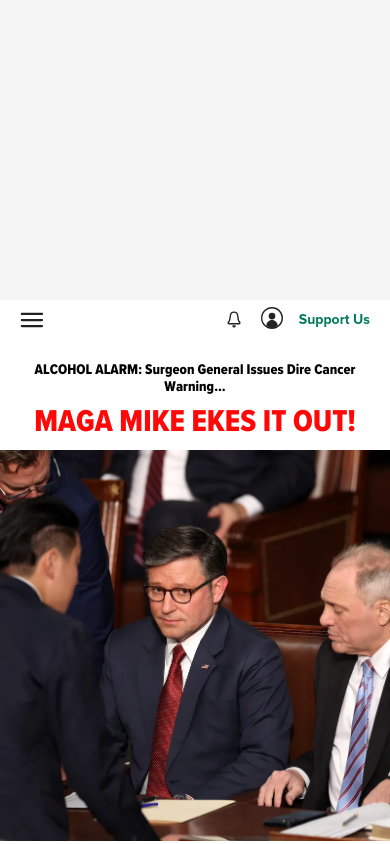 Support Us
ALCOHOL ALARM: Surgeon General Issues Dire Cancer
Warning...
MAGA MIKE EKES IT OUT!